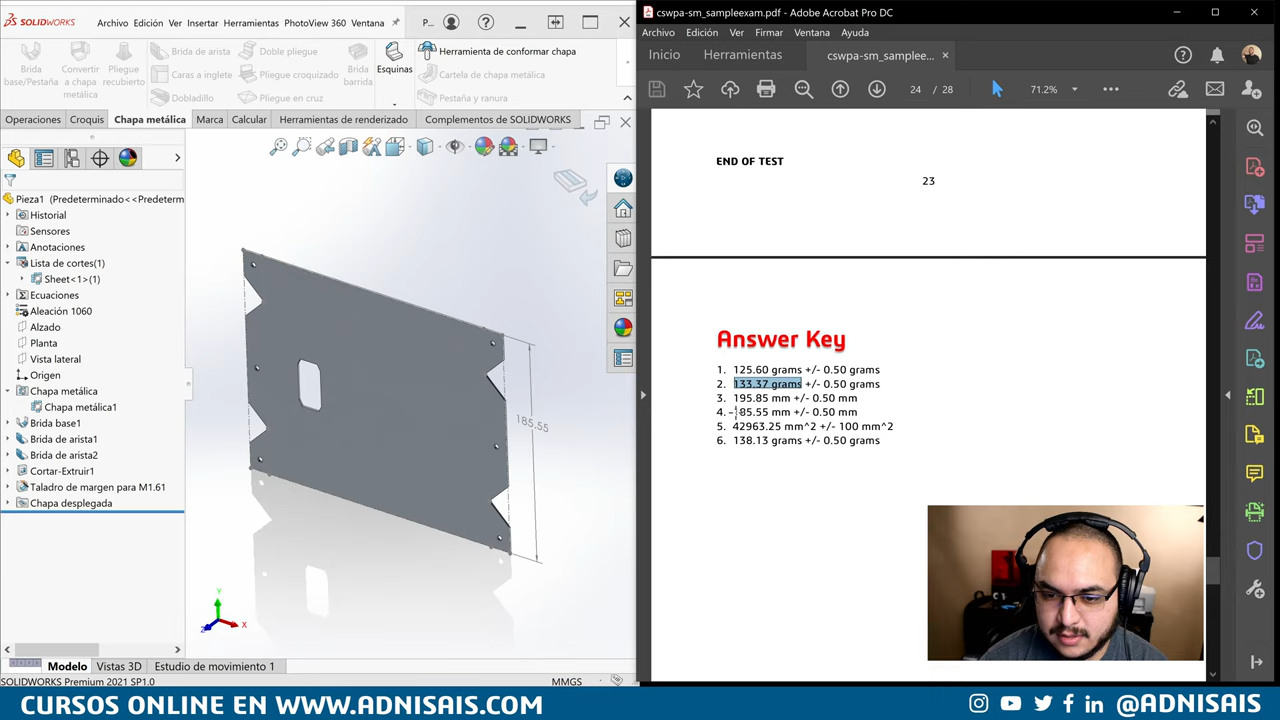 SOLIDWORKS
Archivo Edición Ver Insertar Herramientas PhotoView 360 Ventana
P...
Brida base/Pestaña
Convertir a chapa metálica
Pliegue recubierto
Brida de arista
Caras a inglete
Dobladillo
Doble pliegue
Pliegue croquizado
Pliegue en cruz
Brida barrida
Herramienta de conformar chapa
Cartela de chapa metálica
Pestaña y ranura
Esquinas
Operaciones Croquis Chapa metálica Marca Calcular Herramientas de renderizado Complementos de SOLIDWORKS
Pieza1 (Predeterminado<<Predeterm
Historial
Sensores
Anotaciones
Lista de cortes(1)
Sheet<1>(1)
Ecuaciones
Aleación 1060
Alzado
Planta
Vista lateral
Origen
Chapa metálica
Chapa metálica1
Brida base1
Brida de arista1
Brida de arista2
Cortar-Extruir1
Taladro de margen para M1.61
Chapa desplegada
185.55
Y
X
Z
Modelo Vistas 3D Estudio de movimiento 1
SOLIDWORKS Premium 2021 SP1.0
MMGS
cswpa-sm_sampleexam.pdf - Adobe Acrobat Pro DC
Archivo Edición Ver Firmar Ventana Ayuda
Inicio Herramientas cswpa-sm_samplee...
24 / 28
71.2%
END OF TEST
23
Answer Key
1. 125.60 grams +/- 0.50 grams
2. 133.37 grams +/- 0.50 grams
3. 195.85 mm +/- 0.50 mm
4. 85.55 mm +/- 0.50 mm
5. 42963.25 mm^2 +/- 100 mm^2
6. 138.13 grams +/- 0.50 grams
CURSOS ONLINE EN WWW.ADNISAIS.COM
@ADNISAIS